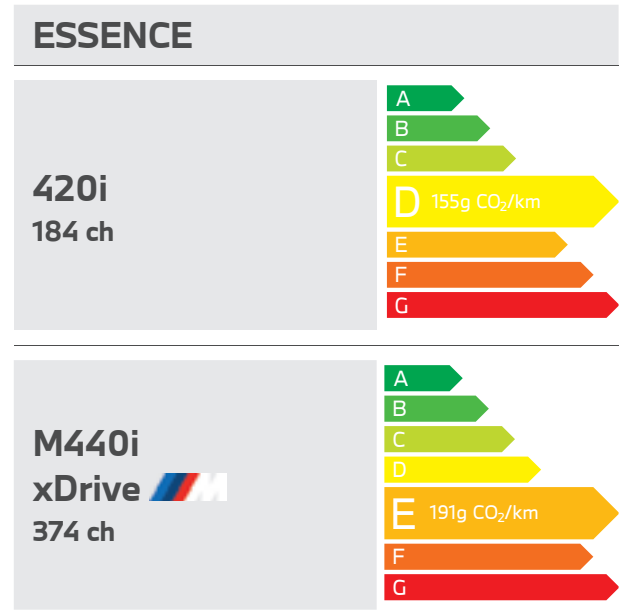 ESSENCE
420i
184 ch
A
B
C
D 155g CO₂/km
E
F
G
M440i
xDrive M
374 ch
A
B
C
D
E 191g CO₂/km
F
G